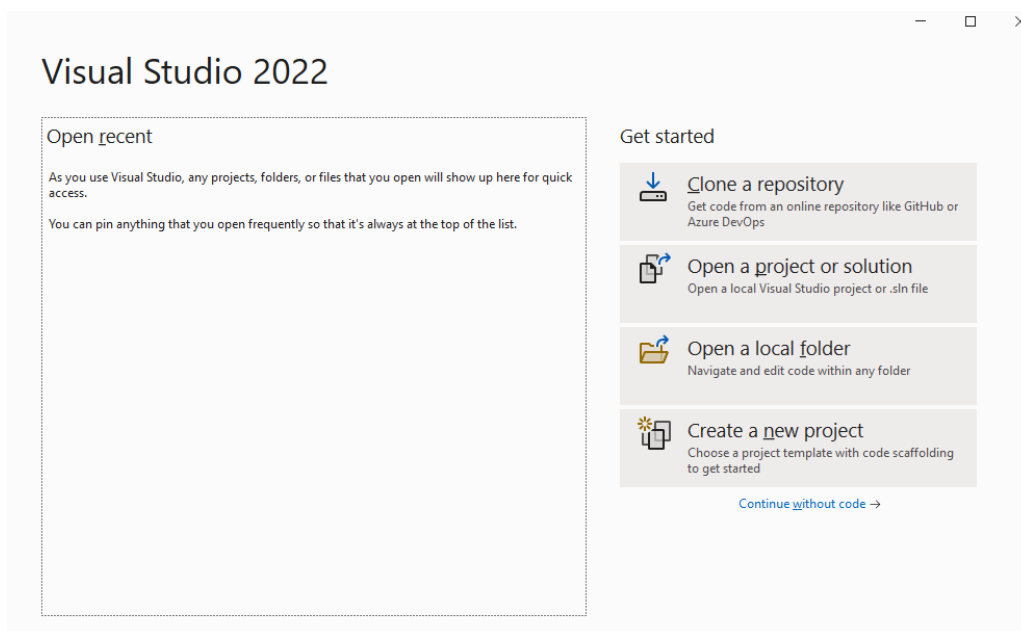 Visual Studio 2022
Open recent
As you use Visual Studio, any projects, folders, or files that you open will show up here for quick
access.
You can pin anything that you open frequently so that it's always at the top of the list.
Get started
Clone a repository
Get code from an online repository like GitHub or
Azure DevOps
Open a project or solution
Open a local Visual Studio project or .sln file
Open a local folder
Navigate and edit code within any folder
Create a new project
Choose a project template with code scaffolding
to get started
Continue without code →